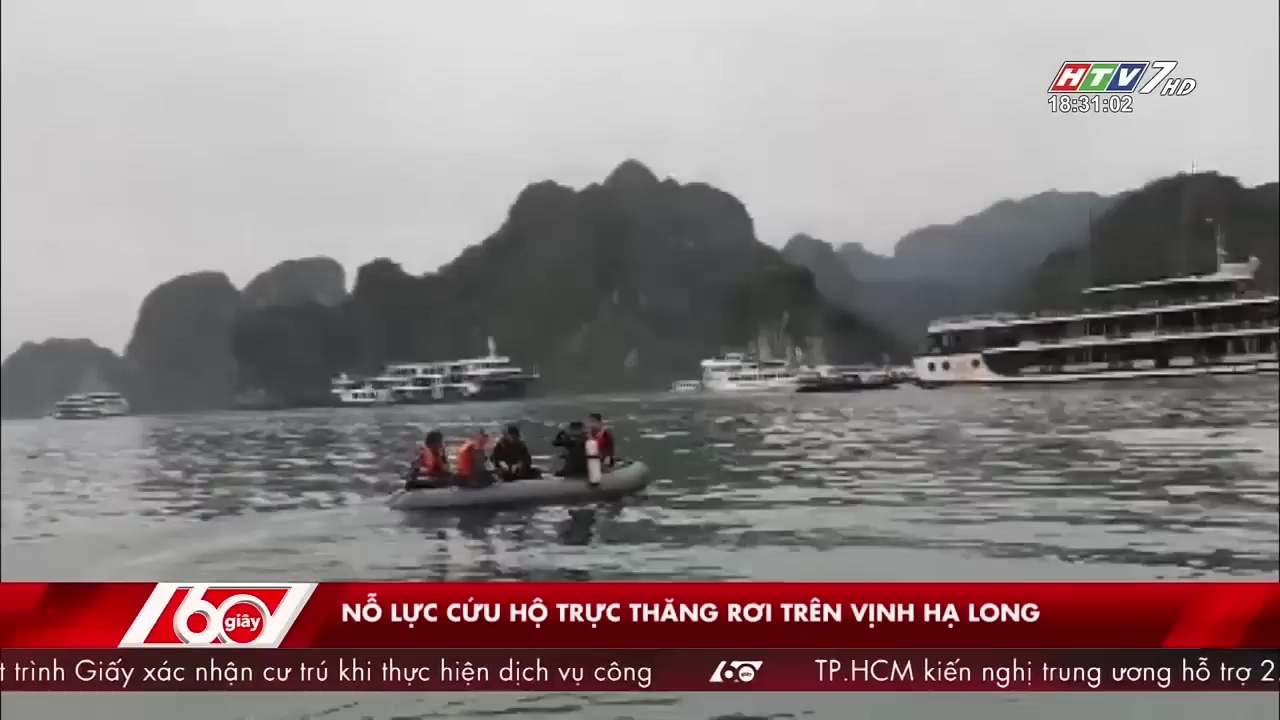 HTV7 HD
18:31:02
60 giây
NỖ LỰC CỨU HỘ TRỰC THĂNG RƠI TRÊN VỊNH HẠ LONG
t trình Giấy xác nhận cư trú khi thực hiện dịch vụ công 60 giây TP.HCM kiến nghị trung ương hỗ trợ 2.